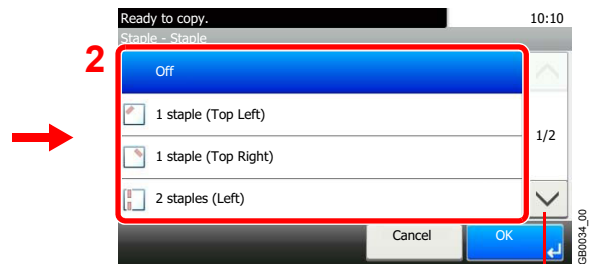 Ready to copy. 10:10
Staple - Staple
2
Off
1 staple (Top Left)
1/2
1 staple (Top Right)
2 staples (Left)
Cancel OK
GB0034_00